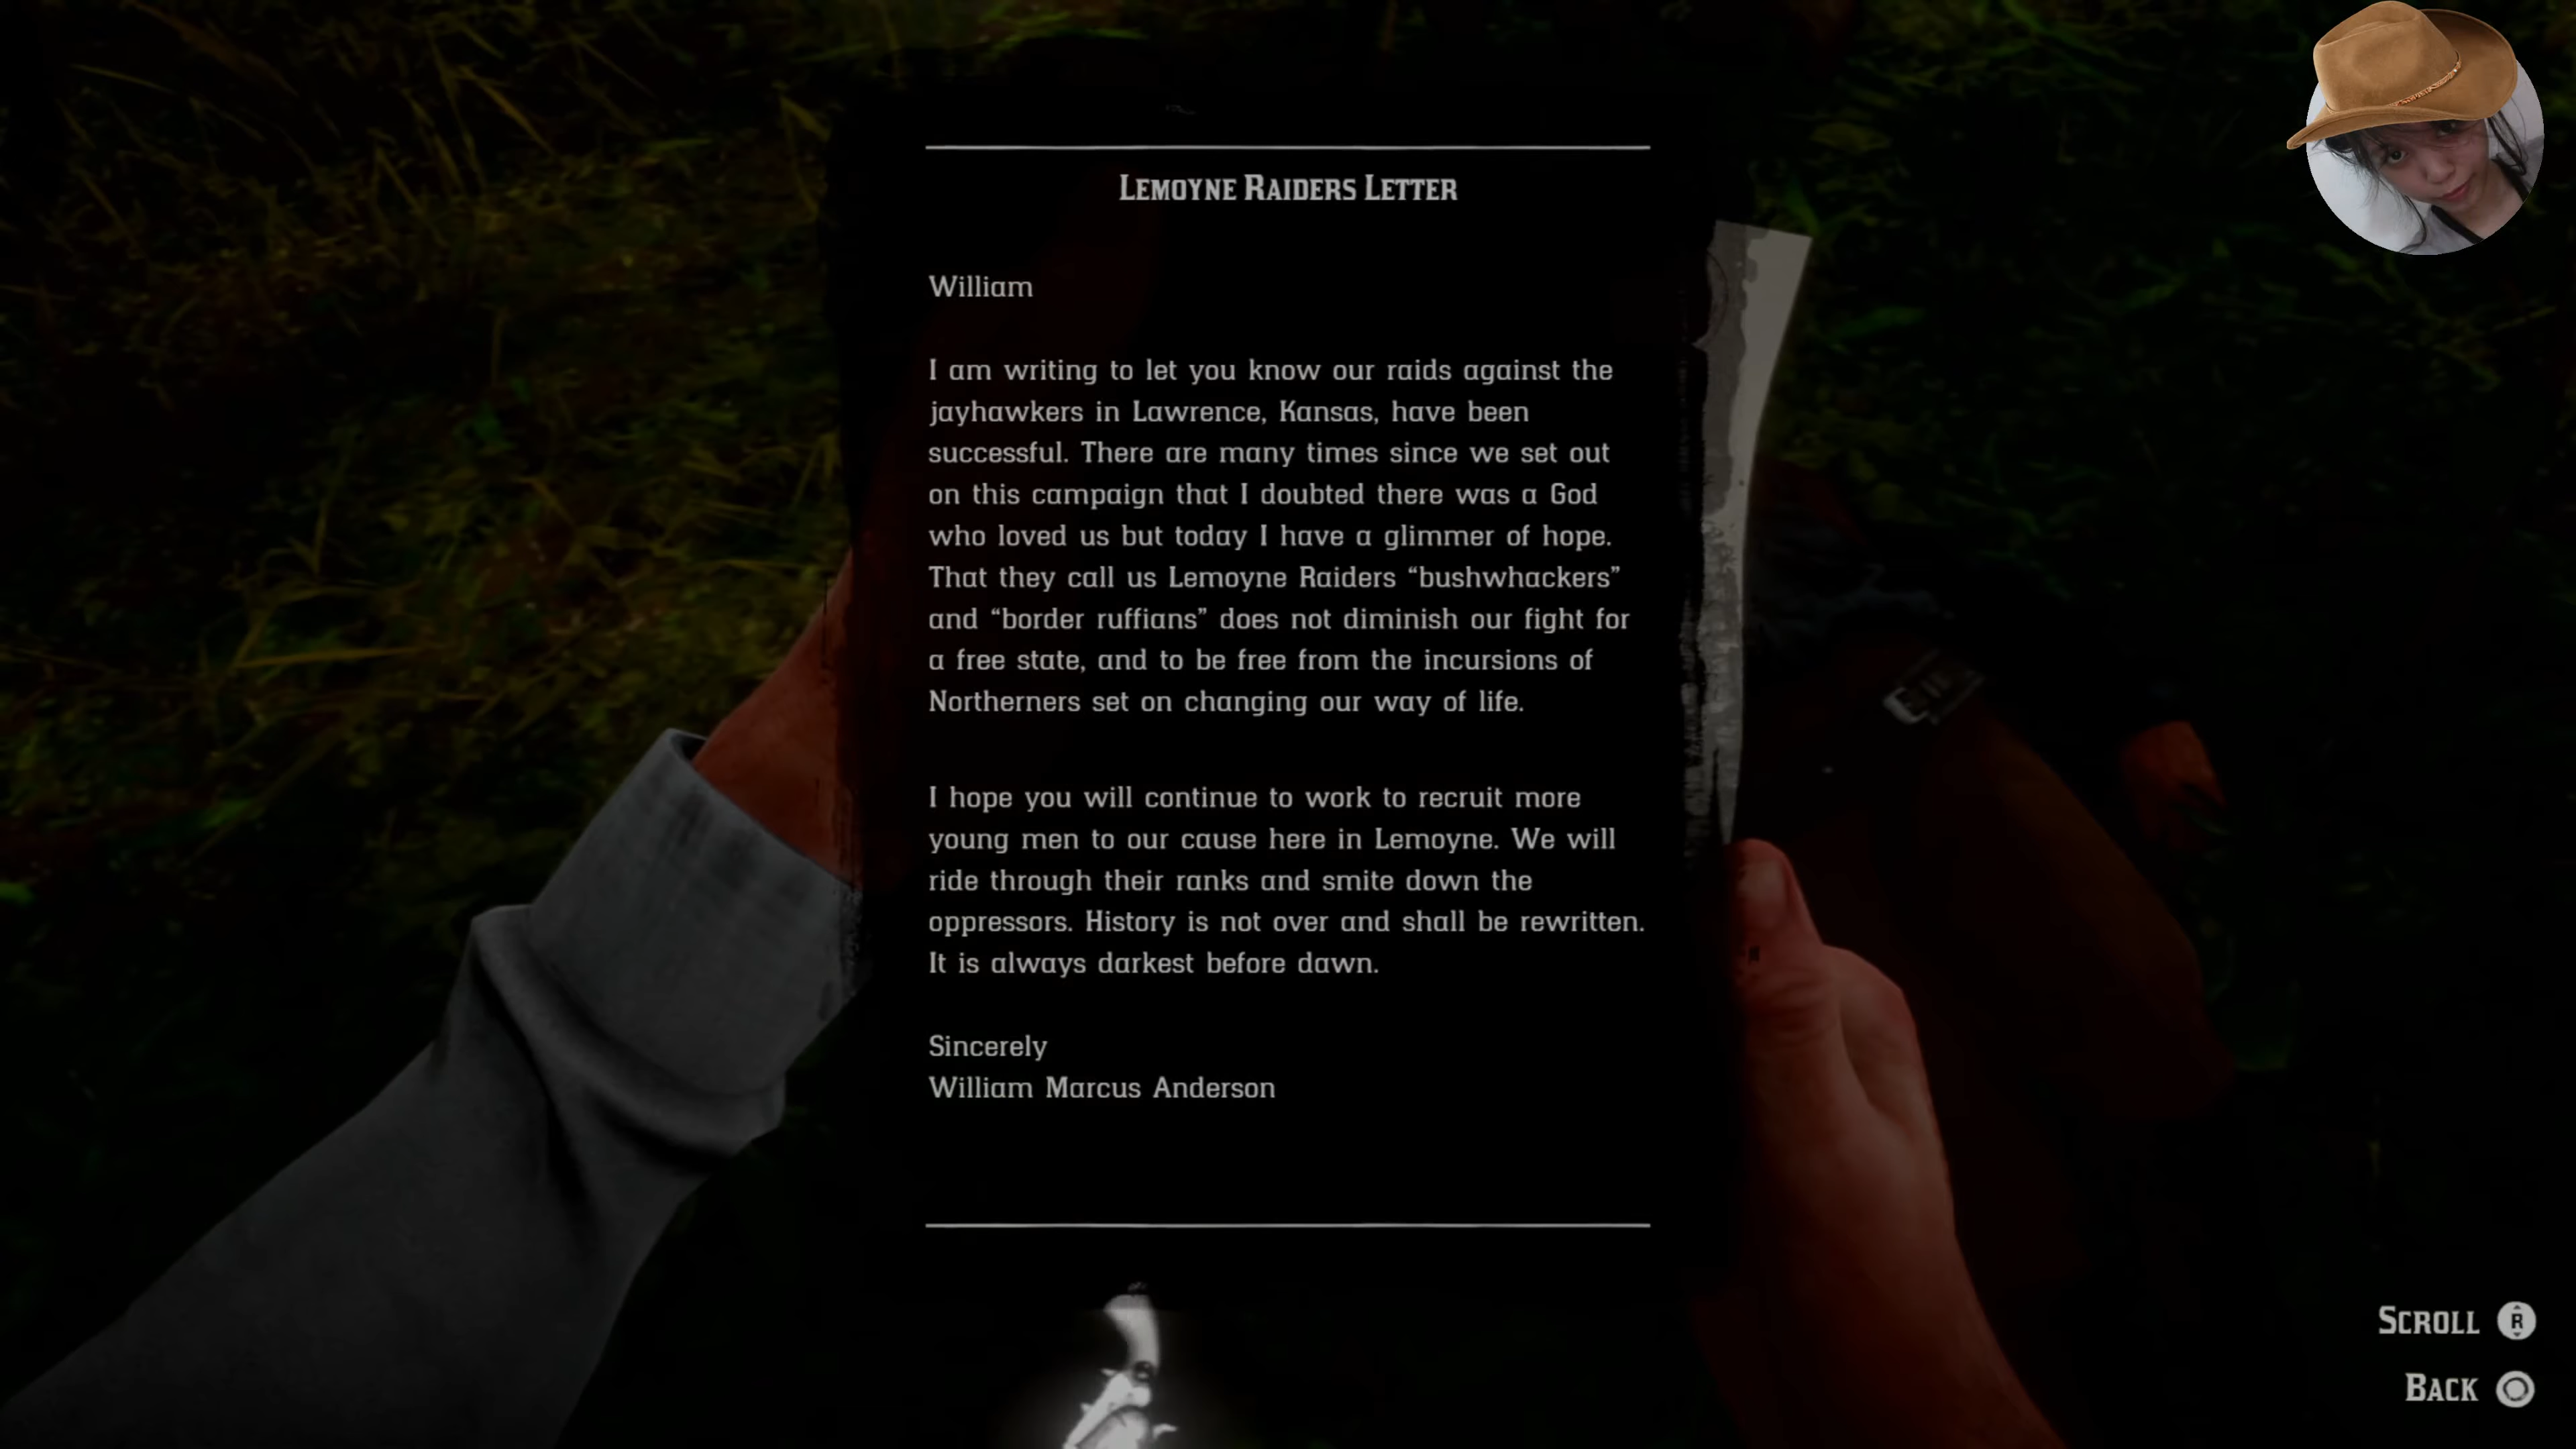 Lemoyne Raiders Letter
William
I am writing to let you know our raids against the
jayhawkers in Lawrence, Kansas, have been
successful. There are many times since we set out
on this campaign that I doubted there was a God
who loved us but today I have a glimmer of hope.
That they call us Lemoyne Raiders “bushwhackers”
and “border ruffians” does not diminish our fight for
a free state, and to be free from the incursions of
Northerners set on changing our way of life.
I hope you will continue to work to recruit more
young men to our cause here in Lemoyne. We will
ride through their ranks and smite down the
oppressors. History is not over and shall be rewritten.
It is always darkest before dawn.
Sincerely
William Marcus Anderson
Scroll R
Back